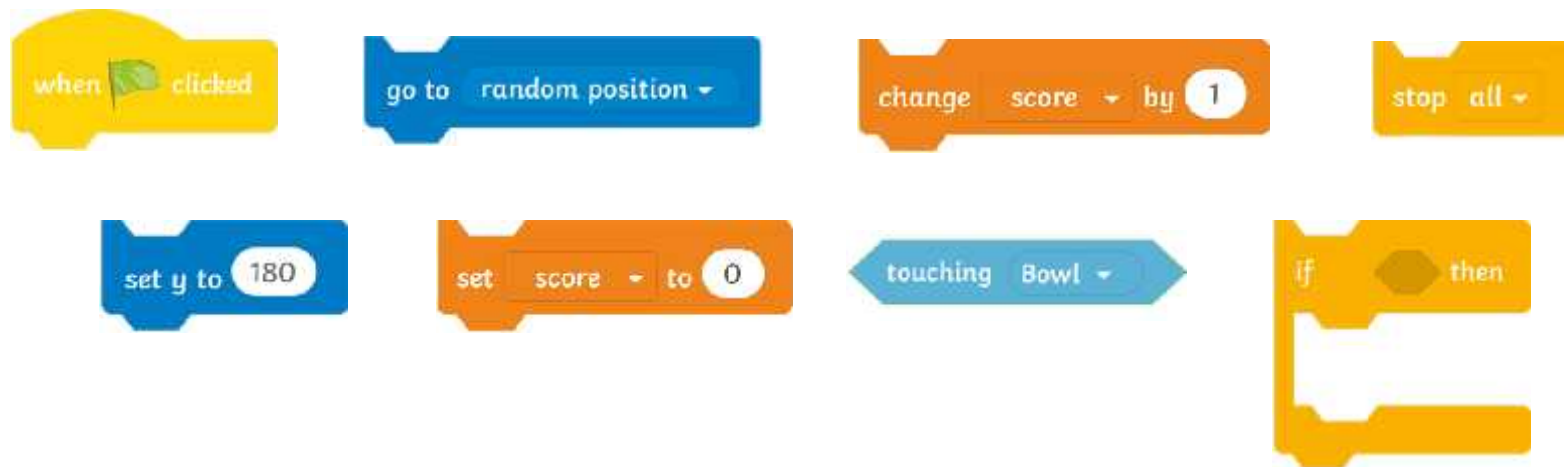 when clicked
go to random position
change score by 1
stop all
set y to 180
set score to 0
touching Bowl
if then